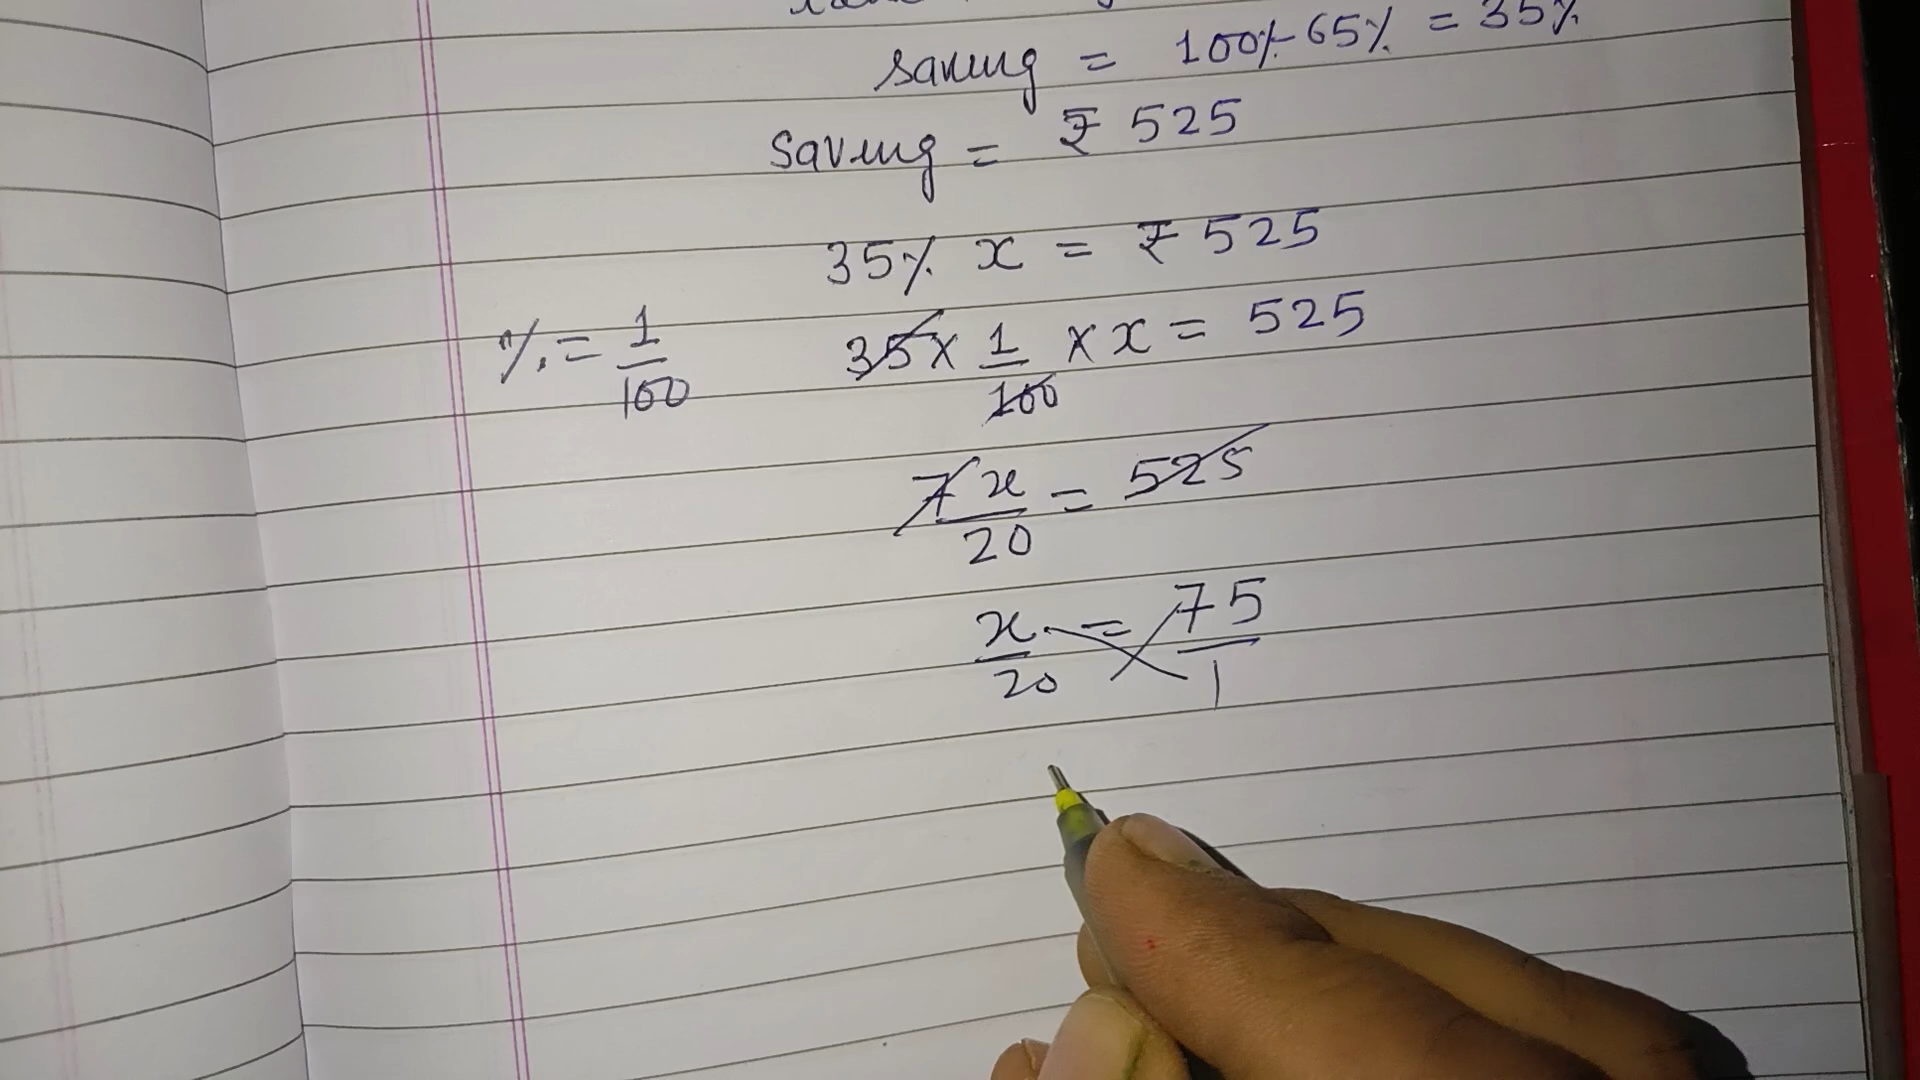 saving = 100% - 65% = 35%
saving = ₹ 525
35% x = ₹ 525
% = 1/100 35 × 1/100 × x = 525
7x/20 = 525
x/20 = 75/1